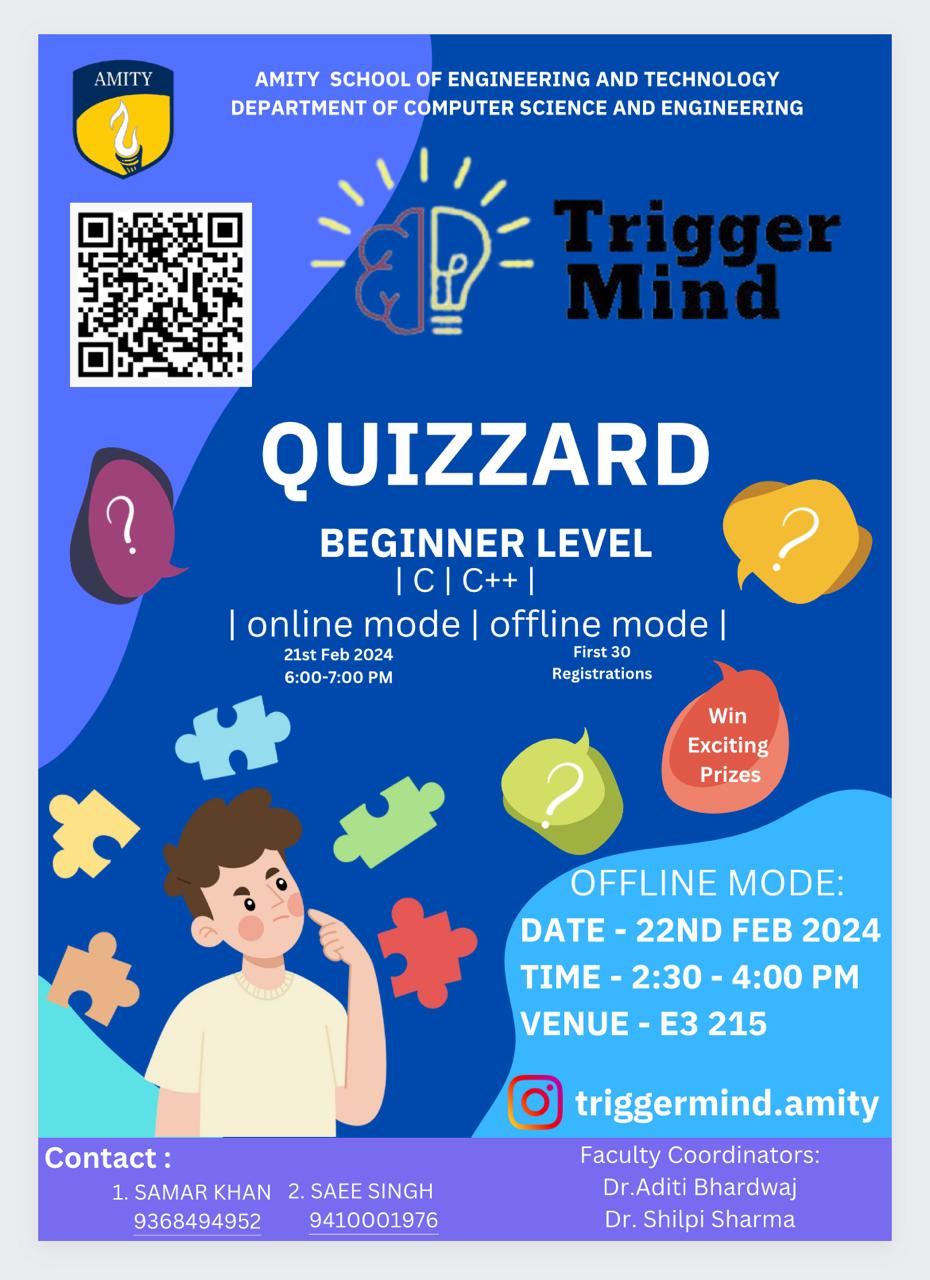 AMITY
AMITY SCHOOL OF ENGINEERING AND TECHNOLOGY
DEPARTMENT OF COMPUTER SCIENCE AND ENGINEERING
Trigger
Mind
QUIZZARD
BEGINNER LEVEL
| C | C++ |
| online mode | offline mode |
21st Feb 2024
6:00-7:00 PM
First 30
Registrations
?
?
?
Win
Exciting
Prizes
OFFLINE MODE:
DATE - 22ND FEB 2024
TIME - 2:30 - 4:00 PM
VENUE - E3 215
triggermind.amity
Contact :
1. SAMAR KHAN
9368494952
2. SAEE SINGH
9410001976
Faculty Coordinators:
Dr.Aditi Bhardwaj
Dr. Shilpi Sharma